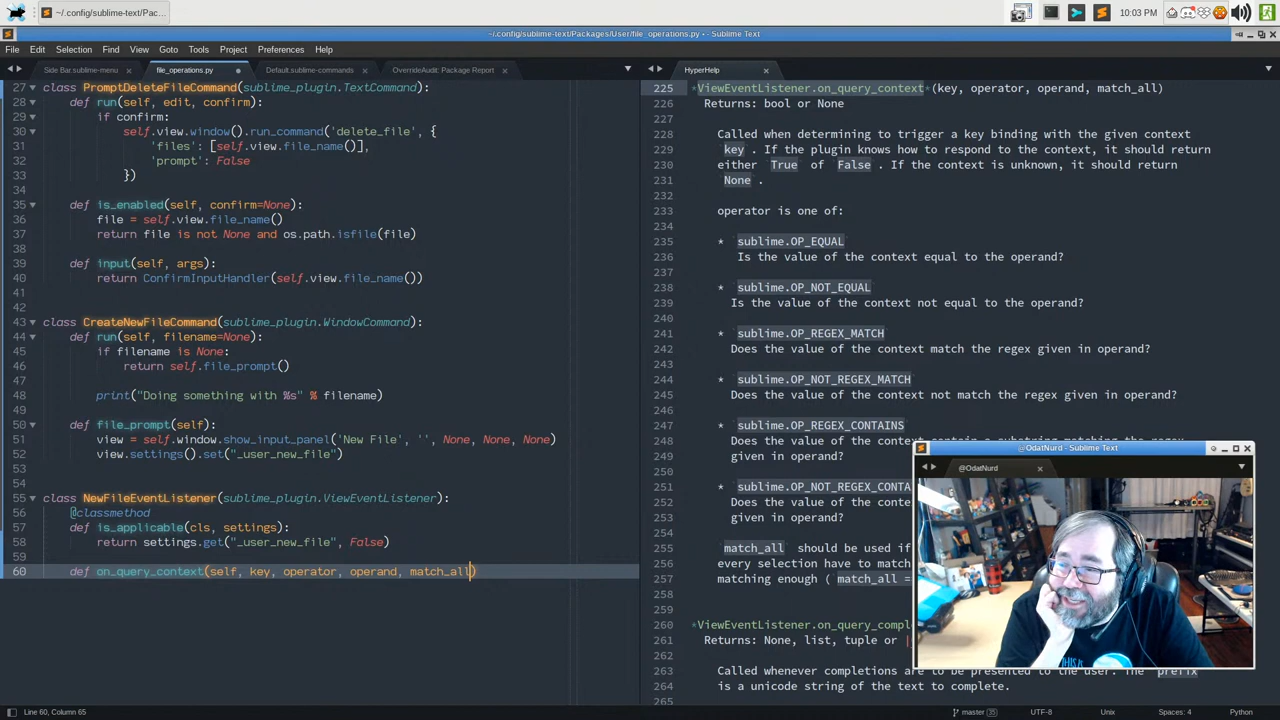 ~/.config/sublime-text/Pac...
10:03 PM
~r.config/sublime-text/Packages/User/file_operations.py • - Sublime Text
File Edit Selection Find View Goto Tools Project Preferences Help
Side Bar.sublime-menu file_operations.py Default.sublime-commands OverrideAudit: Package Report
27 class PromptDeleteFileCommand(sublime_plugin.TextCommand):
28 def run(self, edit, confirm):
29 if confirm:
30 self.view.window().run_command('delete_file', {
31 'files': [self.view.file_name()],
32 'prompt': False
33 })
34
35 def is_enabled(self, confirm=None):
36 file = self.view.file_name()
37 return file is not None and os.path.isfile(file)
38
39 def input(self, args):
40 return ConfirmInputHandler(self.view.file_name())
41
42
43 class CreateNewFileCommand(sublime_plugin.WindowCommand):
44 def run(self, filename=None):
45 if filename is None:
46 return self.file_prompt()
47
48 print("Doing something with %s" % filename)
49
50 def file_prompt(self):
51 view = self.window.show_input_panel('New File', '', None, None, None)
52 view.settings().set("_user_new_file")
53
54
55 class NewFileEventListener(sublime_plugin.ViewEventListener):
56 @classmethod
57 def is_applicable(cls, settings):
58 return settings.get("_user_new_file", False)
59
60 def on_query_context(self, key, operator, operand, match_all)
HyperHelp
225 *ViewEventListener.on_query_context*(key, operator, operand, match_all)
226 Returns: bool or None
227
228 Called when determining to trigger a key binding with the given context
229 key . If the plugin knows how to respond to the context, it should return
230 either True of False . If the context is unknown, it should return
231 None .
232
233 operator is one of:
234
235 * sublime.OP_EQUAL
236 Is the value of the context equal to the operand?
237
238 * sublime.OP_NOT_EQUAL
239 Is the value of the context not equal to the operand?
240
241 * sublime.OP_REGEX_MATCH
242 Does the value of the context match the regex given in operand?
243
244 * sublime.OP_NOT_REGEX_MATCH
245 Does the value of the context not match the regex given in operand?
246
247 * sublime.OP_REGEX_CONTAINS
248 Does the value of the context contain a substring matching the regex
249 given in operand?
250
251 * sublime.OP_NOT_REGEX_CONTA
252 Does the value of the context
253 given in operand?
254
255 match_all should be used if
256 every selection have to match
257 matching enough ( match_all =
258
260 *ViewEventListener.on_query_compl
261 Returns: None, list, tuple or
262
263 Called whenever completions are to be presented to the user. The prefix
264 is a unicode string of the text to complete.
265
@OdatNurd - Sublime Text
@OdatNurd
THIS IS
Line 60, Column 65
master 15 UTF-8 Unix Spaces: 4 Python